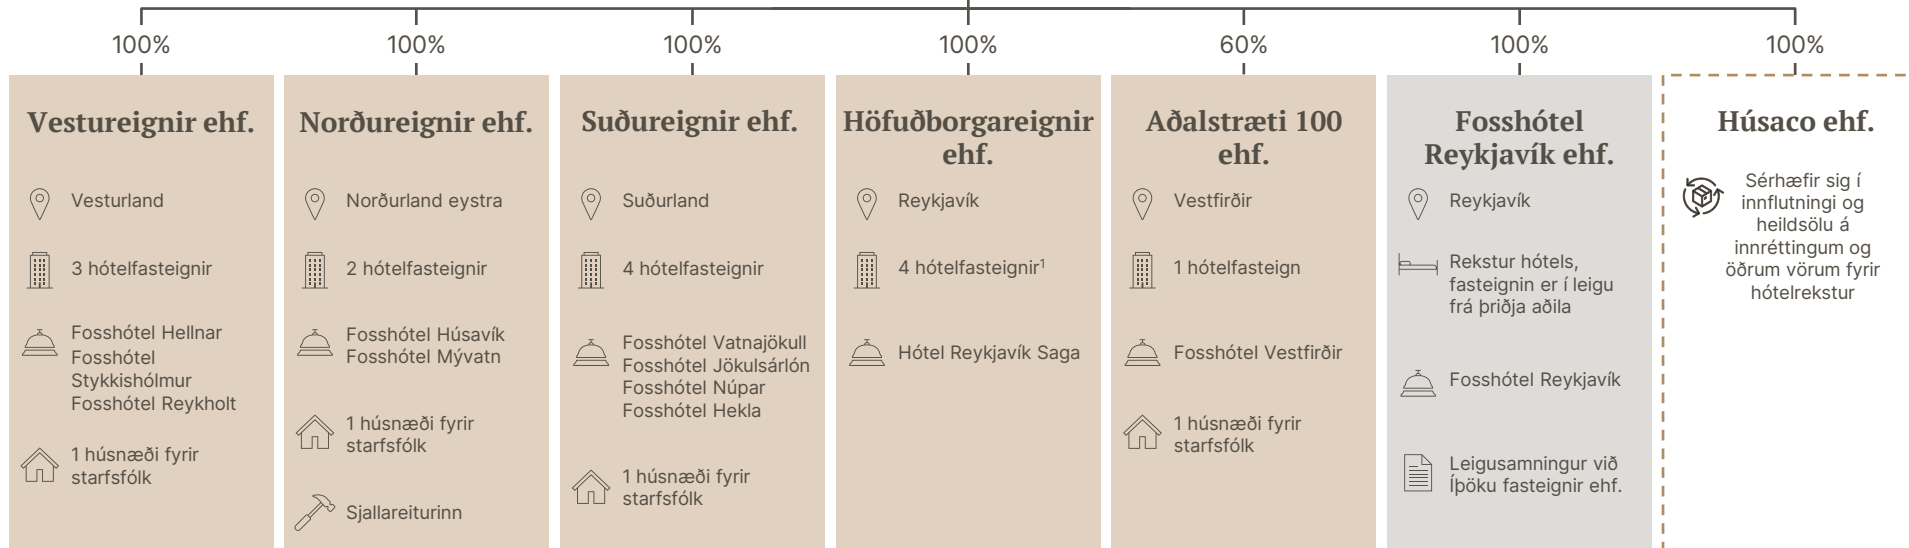 100%
100%
100%
100%
60%
100%
100%
Vestureignir ehf.
Vesturland
3 hótelfasteignir
Fosshótel Hellnar
Fosshótel
Stykkishólmur
Fosshótel Reykholt
1 húsnæði fyrir
starfsfólk
Norðureignir ehf.
Norðurland eystra
2 hótelfasteignir
Fosshótel Húsavík
Fosshótel Mývatn
1 húsnæði fyrir
starfsfólk
Sjallareiturinn
Suðureignir ehf.
Suðurland
4 hótelfasteignir
Fosshótel Vatnajökull
Fosshótel Jökulsárlón
Fosshótel Núpar
Fosshótel Hekla
1 húsnæði fyrir
starfsfólk
Höfuðborgareignir
ehf.
Reykjavík
4 hótelfasteignir¹
Hótel Reykjavík Saga
Aðalstræti 100
ehf.
Vestfirðir
1 hótelfasteign
Fosshótel Vestfirðir
1 húsnæði fyrir
starfsfólk
Fosshótel
Reykjavík ehf.
Reykjavík
Rekstur hótels,
fasteignin er í leigu
frá þriðja aðila
Fosshótel Reykjavík
Leigusamningur við
Íþöku fasteignir ehf.
Húsaco ehf.
Sérhæfir sig í
innflutningi og
heildsölu á
innréttingum og
öðrum vörum fyrir
hótelrekstur